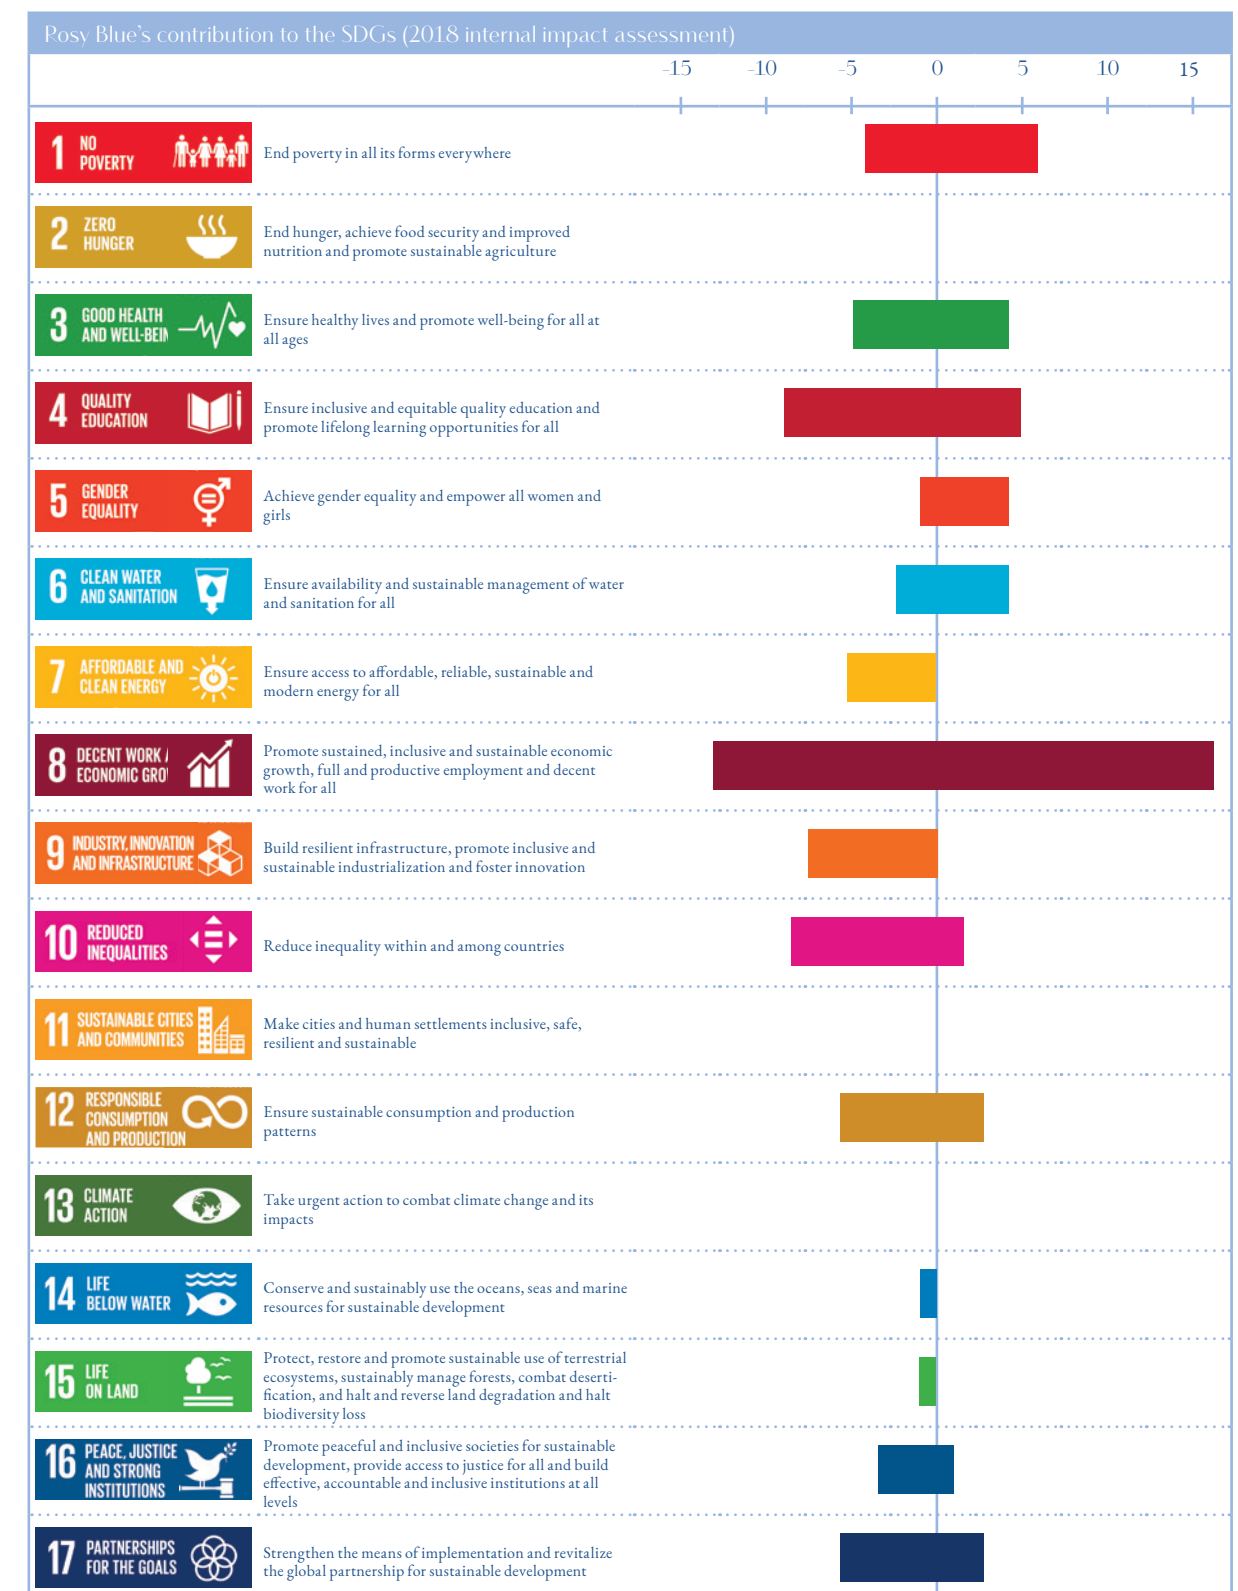 Rosy Blue's contribution to the SDGs (2018 internal impact assessment)
-15 -10 -5 0 5 10 15
1 NO
POVERTY
End poverty in all its forms everywhere
2 ZERO
HUNGER
End hunger, achieve food security and improved
nutrition and promote sustainable agriculture
3 GOOD HEALTH
AND WELL-BEIN
Ensure healthy lives and promote well-being for all at
all ages
4 QUALITY
EDUCATION
Ensure inclusive and equitable quality education and
promote lifelong learning opportunities for all
5 GENDER
EQUALITY
Achieve gender equality and empower all women and
girls
6 CLEAN WATER
AND SANITATION
Ensure availability and sustainable management of water
and sanitation for all
7 AFFORDABLE AND
CLEAN ENERGY
Ensure access to affordable, reliable, sustainable and
modern energy for all
8 DECENT WORK
ECONOMIC GRO
Promote sustained, inclusive and sustainable economic
growth, full and productive employment and decent
work for all
9 INDUSTRY, INNOVATION
AND INFRASTRUCTURE
Build resilient infrastructure, promote inclusive and
sustainable industrialization and foster innovation
10 REDUCED
INEQUALITIES
Reduce inequality within and among countries
11 SUSTAINABLE CITIES
AND COMMUNITIES
Make cities and human settlements inclusive, safe,
resilient and sustainable
12 RESPONSIBLE
CONSUMPTION
AND PRODUCTION
Ensure sustainable consumption and production
patterns
13 CLIMATE
ACTION
Take urgent action to combat climate change and its
impacts
14 LIFE
BELOW WATER
Conserve and sustainably use the oceans, seas and marine
resources for sustainable development
15 LIFE
ON LAND
Protect, restore and promote sustainable use of terrestrial
ecosystems, sustainably manage forests, combat deserti-
fication, and halt and reverse land degradation and halt
biodiversity loss
16 PEACE, JUSTICE
AND STRONG
INSTITUTIONS
Promote peaceful and inclusive societies for sustainable
development, provide access to justice for all and build
effective, accountable and inclusive institutions at all
levels
17 PARTNERSHIPS
FOR THE GOALS
Strengthen the means of implementation and revitalize
the global partnership for sustainable development